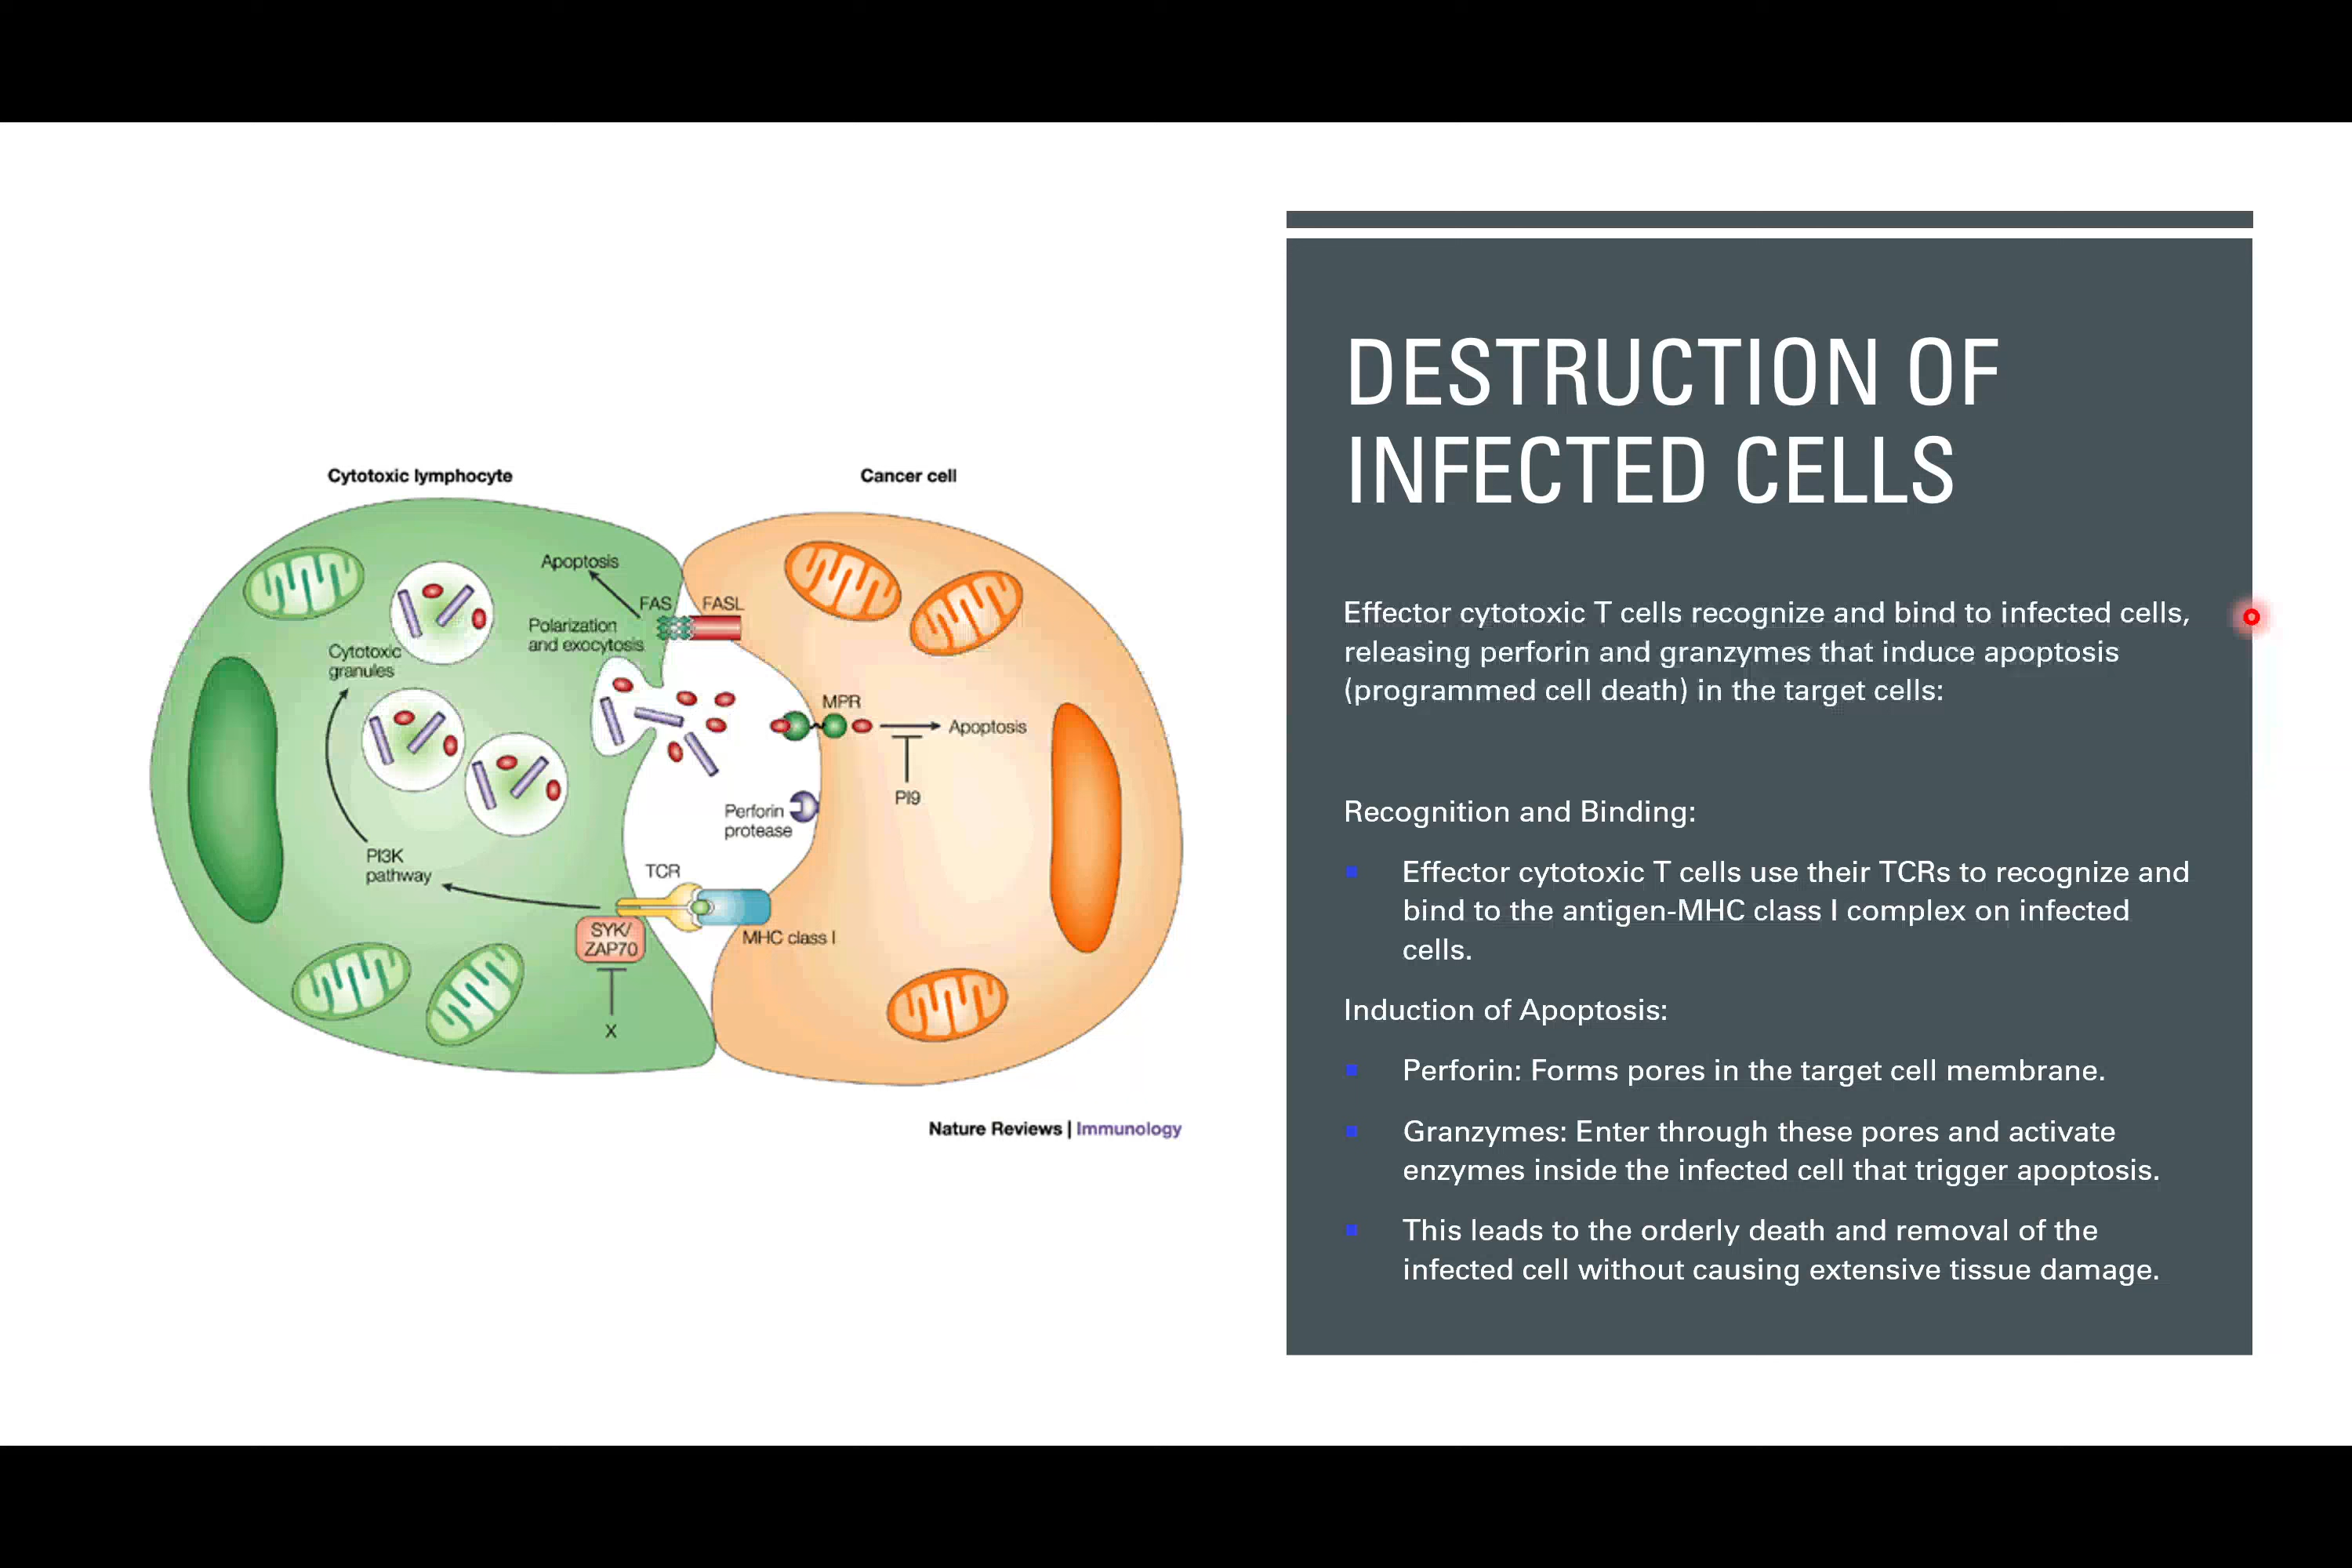 Cytotoxic lymphocyte
Cancer cell
Apoptosis
FAS
FASL
Polarization
and exocytosis
Cytotoxic
granules
MPR
Apoptosis
PI9
Perforin
protease
PI3K
pathway
TCR
SYK/
ZAP70
MHC class I
X
Nature Reviews | Immunology
DESTRUCTION OF
INFECTED CELLS
Effector cytotoxic T cells recognize and bind to infected cells,
releasing perforin and granzymes that induce apoptosis
(programmed cell death) in the target cells:
Recognition and Binding:
Effector cytotoxic T cells use their TCRs to recognize and
bind to the antigen-MHC class I complex on infected
cells.
Induction of Apoptosis:
Perforin: Forms pores in the target cell membrane.
Granzymes: Enter through these pores and activate
enzymes inside the infected cell that trigger apoptosis.
This leads to the orderly death and removal of the
infected cell without causing extensive tissue damage.